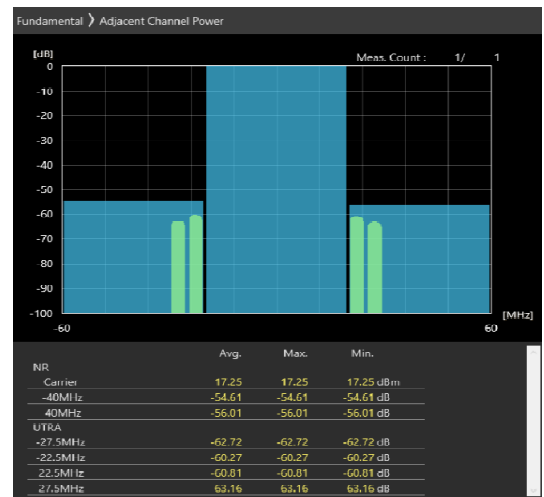 Fundamental ❯ Adjacent Channel Power
[dB]
Meas. Count : 1/ 1
0
-10
-20
-30
-40
-50
-60
-70
-80
-90
-100
[MHz]
-60 60
Avg. Max. Min.
NR
Carrier 17.25 17.25 17.25 dBm
-40MHz -54.61 -54.61 -54.61 dB
40MHz -56.01 -56.01 -56.01 dB
UTRA
-27.5MHz -62.72 -62.72 -62.72 dB
-22.5MHz -60.27 -60.27 -60.27 dB
22.5MHz -60.81 -60.81 -60.81 dB
27.5MHz 63.16 63.16 63.16 dB